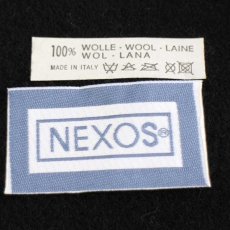 100% WOLLE - WOOL - LAINE
WOL - LANA
MADE IN ITALY
NEXOS®